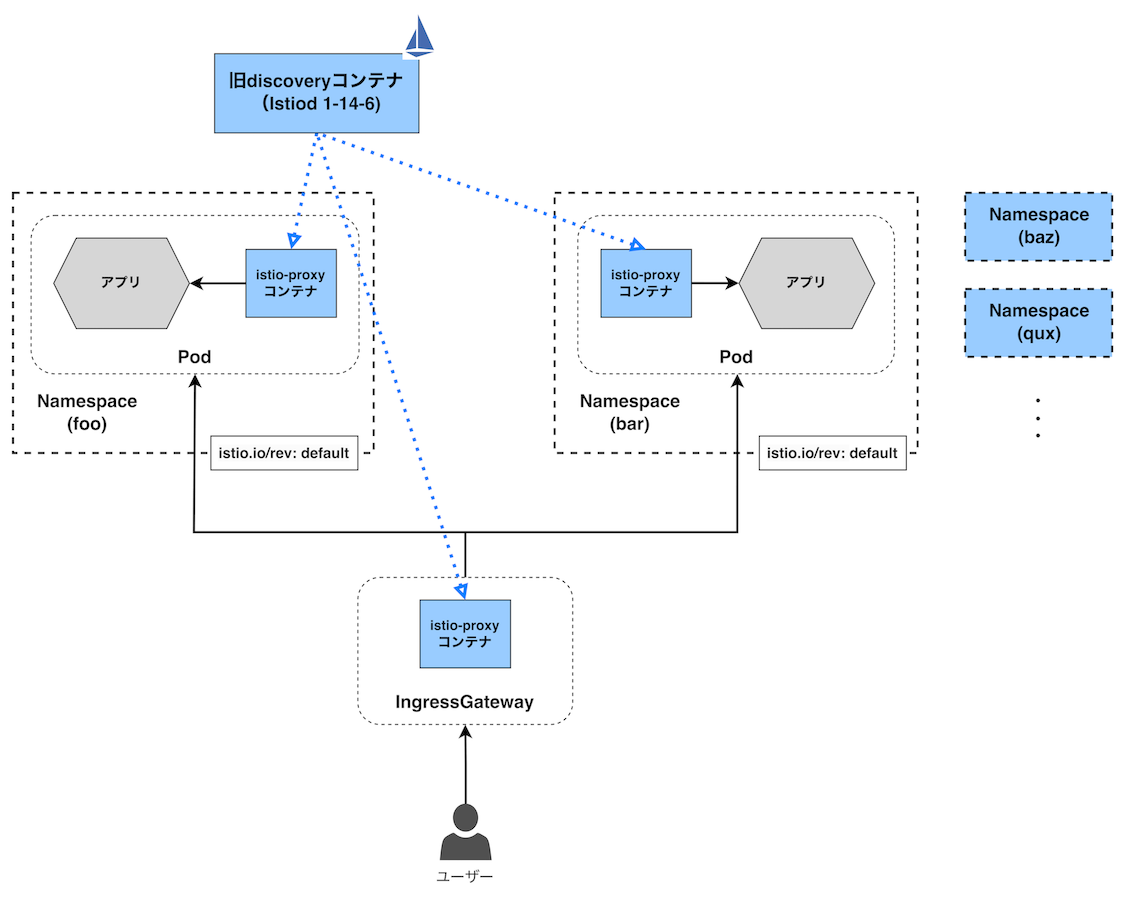 旧discoveryコンテナ
（Istiod 1-14-6)
istio-proxy
コンテナ
アプリ
Pod
Namespace
(foo)
istio.io/rev: default
istio-proxy
コンテナ
アプリ
Pod
Namespace
(bar)
istio.io/rev: default
Namespace
(baz)
Namespace
(qux)
istio-proxy
コンテナ
IngressGateway
ユーザー